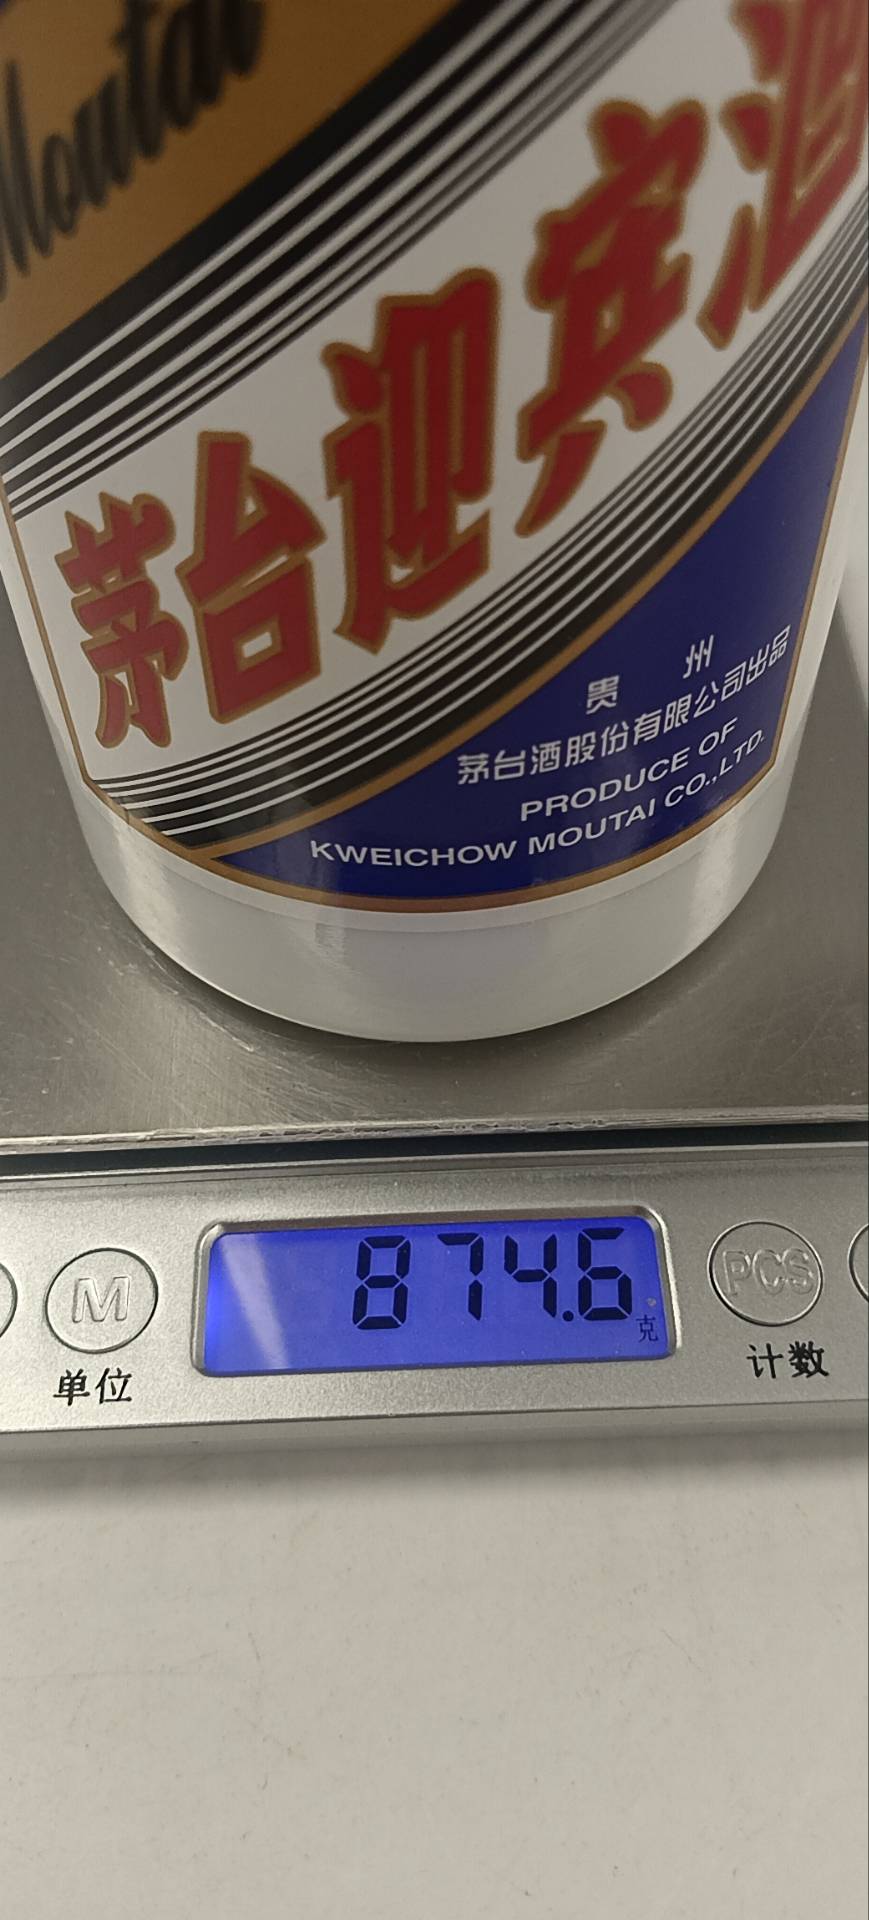 Moutai
茅台迎宾酒
贵州
茅台酒股份有限公司出品
PRODUCE OF
KWEICHOW MOUTAI CO.,LTD.
874.6
克
M
单位
PCS
计数